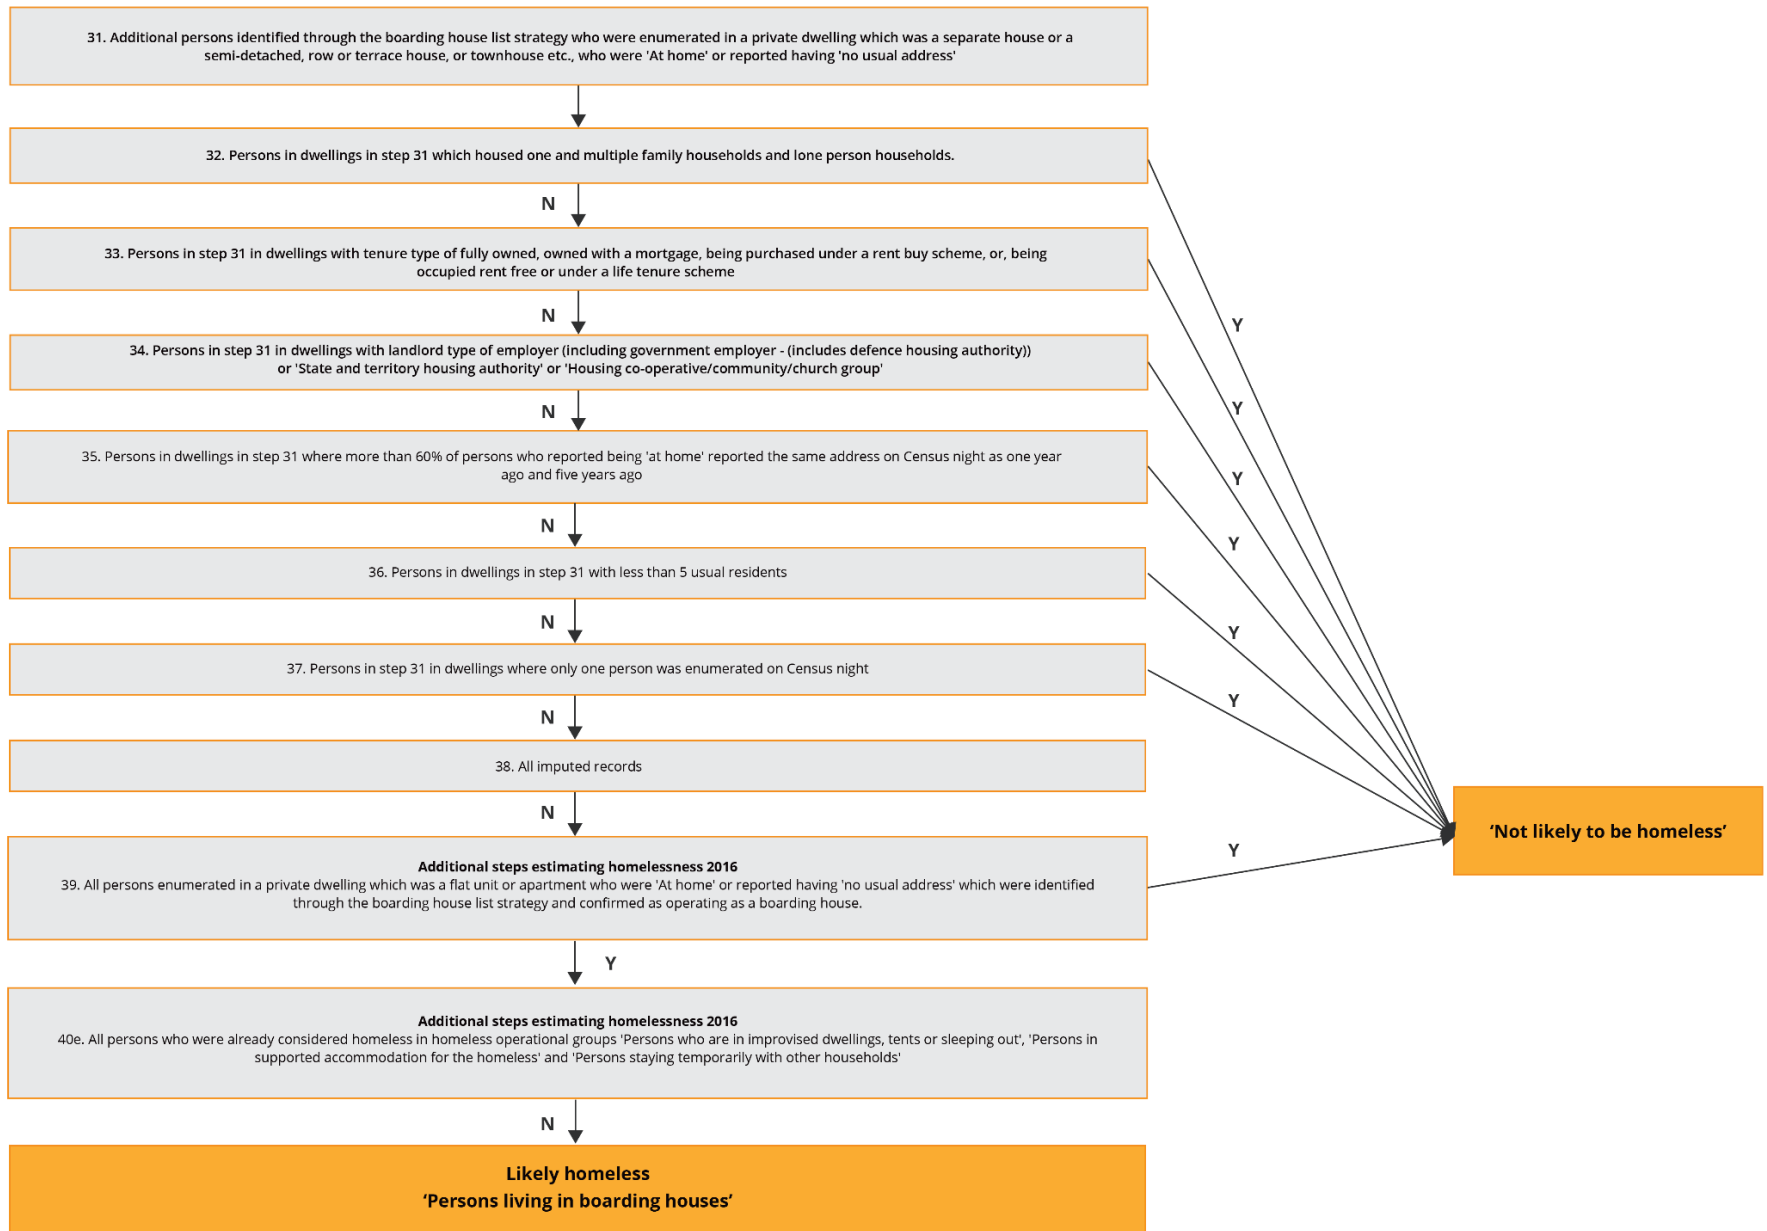 31. Additional persons identified through the boarding house list strategy who were enumerated in a private dwelling which was a separate house or a
semi-detached, row or terrace house, or townhouse etc., who were 'At home' or reported having 'no usual address'
32. Persons in dwellings in step 31 which housed one and multiple family households and lone person households.
N
33. Persons in step 31 in dwellings with tenure type of fully owned, owned with a mortgage, being purchased under a rent buy scheme, or, being
occupied rent free or under a life tenure scheme
N
Y
34. Persons in step 31 in dwellings with landlord type of employer (including government employer - (includes defence housing authority))
or 'State and territory housing authority' or 'Housing co-operative/community/church group'
N
Y
35. Persons in dwellings in step 31 where more than 60% of persons who reported being 'at home' reported the same address on Census night as one year
ago and five years ago
Y
N
Y
36. Persons in dwellings in step 31 with less than 5 usual residents
N
Y
37. Persons in step 31 in dwellings where only one person was enumerated on Census night
N
Y
38. All imputed records
N
'Not likely to be homeless'
Y
Additional steps estimating homelessness 2016
39. All persons enumerated in a private dwelling which was a flat unit or apartment who were 'At home' or reported having 'no usual address' which were identified
through the boarding house list strategy and confirmed as operating as a boarding house.
Y
Additional steps estimating homelessness 2016
40e. All persons who were already considered homeless in homeless operational groups 'Persons who are in improvised dwellings, tents or sleeping out', 'Persons in
supported accommodation for the homeless' and 'Persons staying temporarily with other households'
N
Likely homeless
'Persons living in boarding houses'